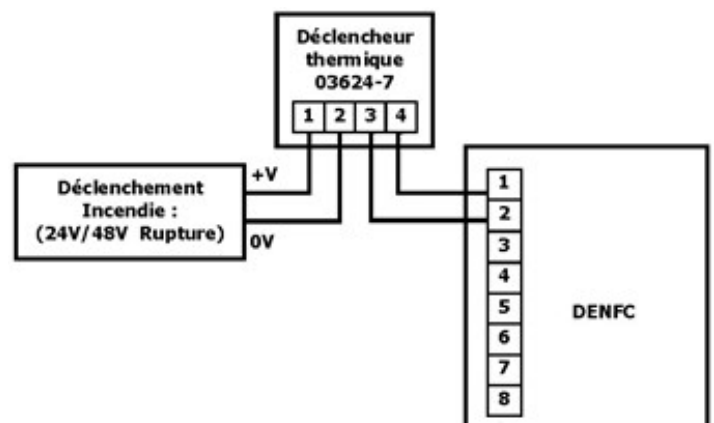 Déclencheur
thermique
03624-7
1 2 3 4
Déclenchement
Incendie :
(24V/48V Rupture)
+V
0V
1
2
3
4
5
6
7
8
DENFC